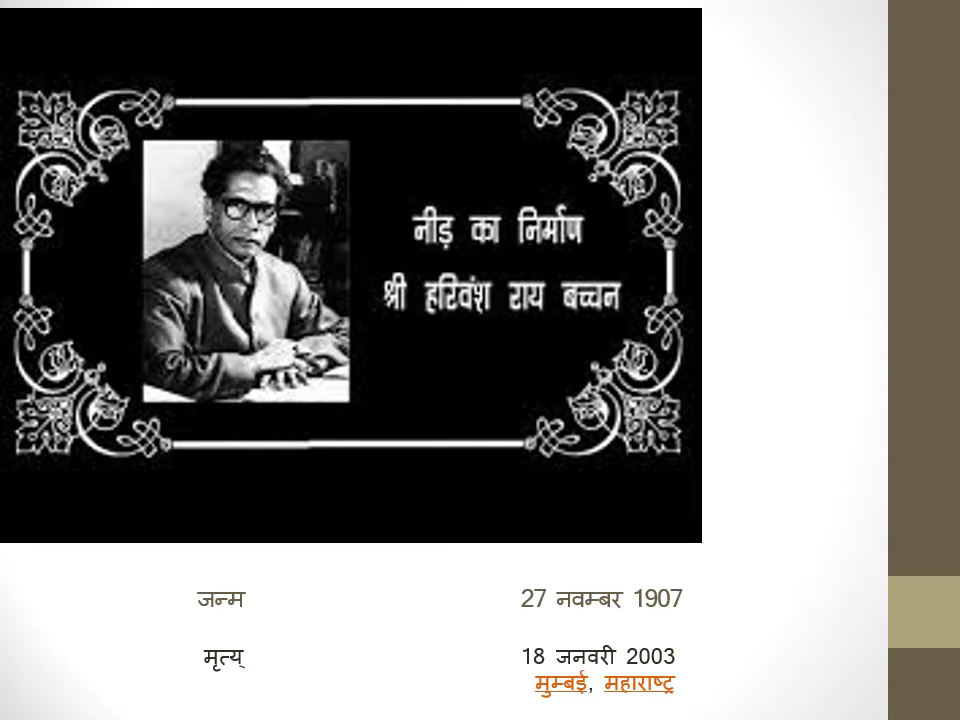 नीड़ का निर्माण
श्री हरिवंश राय बच्चन
जन्म 27 नवम्बर 1907
मृत्य् 18 जनवरी 2003
मुम्बई, महाराष्ट्र